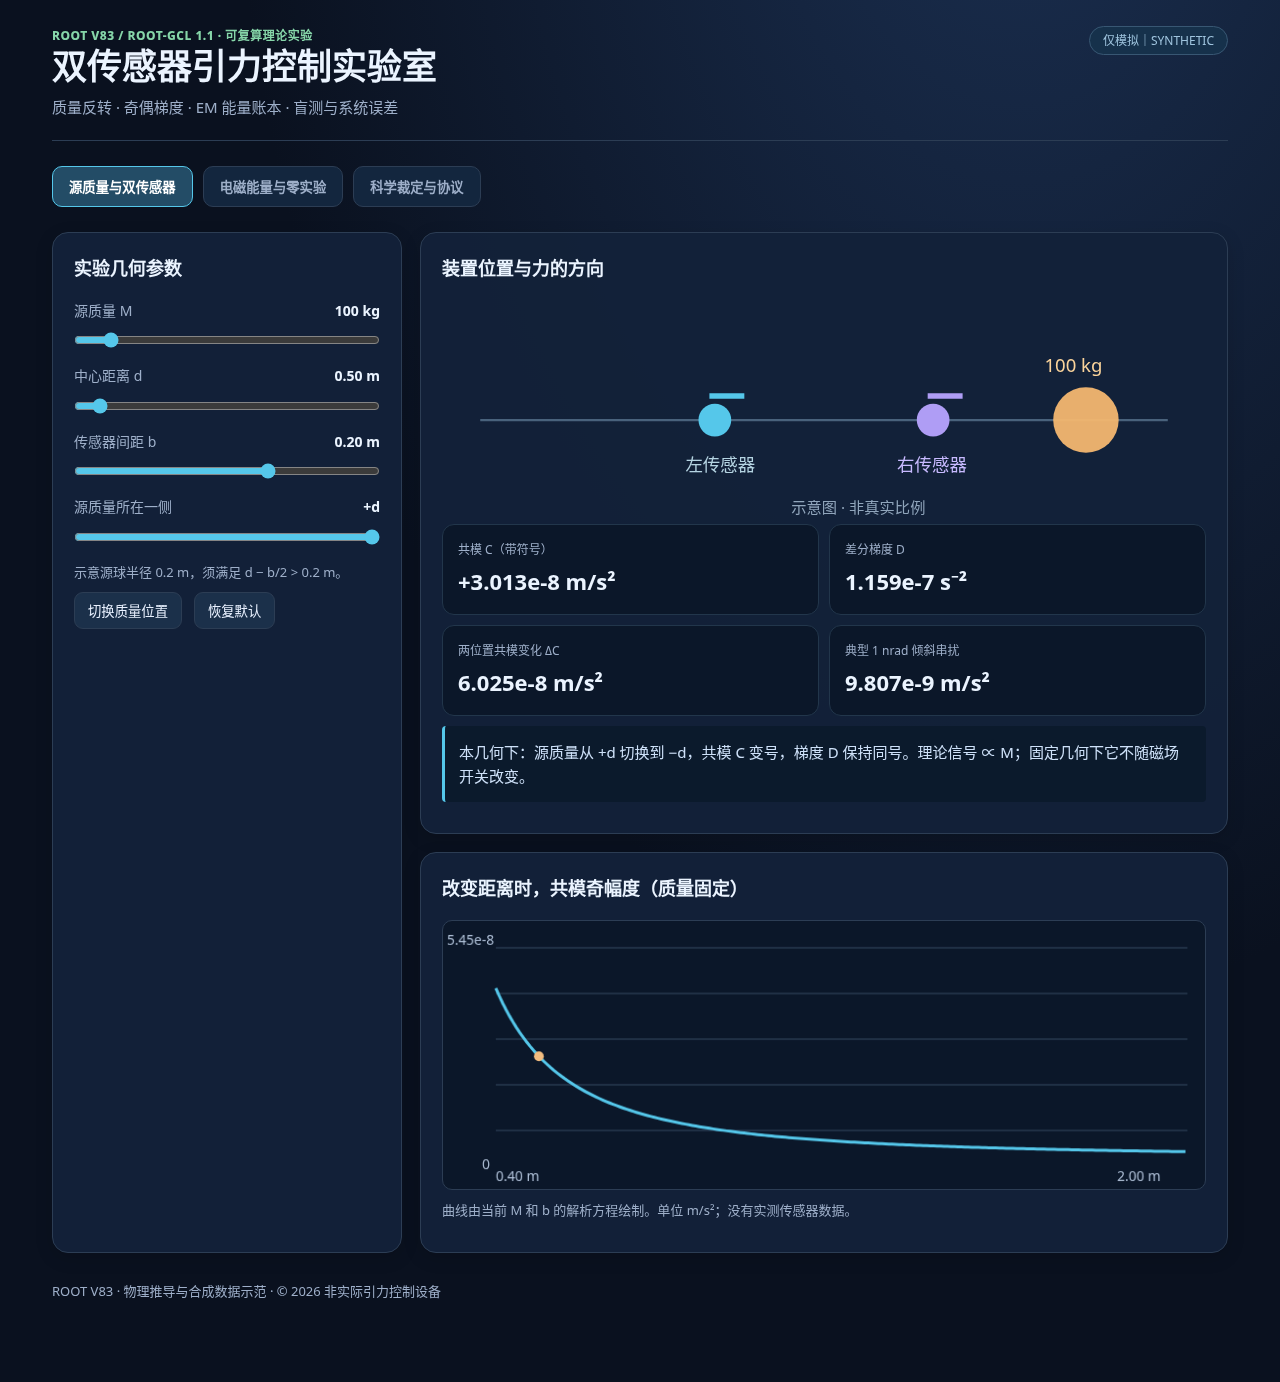 ROOT V83 / ROOT-GCL 1.1 · 可复算理论实验
双传感器引力控制实验室
仅模拟｜SYNTHETIC
质量反转 · 奇偶梯度 · EM 能量账本 · 盲测与系统误差
源质量与双传感器
电磁能量与零实验
科学裁定与协议
实验几何参数
源质量 M
100 kg
中心距离 d
0.50 m
传感器间距 b
0.20 m
源质量所在一侧
+d
示意源球半径 0.2 m，须满足 d − b/2 > 0.2 m。
切换质量位置
恢复默认
装置位置与力的方向
100 kg
左传感器
右传感器
示意图 · 非真实比例
共模 C（带符号）
+3.013e-8 m/s²
差分梯度 D
1.159e-7 s⁻²
两位置共模变化 ΔC
6.025e-8 m/s²
典型 1 nrad 倾斜串扰
9.807e-9 m/s²
本几何下：源质量从 +d 切换到 −d，共模 C 变号，梯度 D 保持同号。理论信号 ∝ M；固定几何下它不随磁场
开关改变。
改变距离时，共模奇幅度（质量固定）
5.45e-8
0
0.40 m
2.00 m
曲线由当前 M 和 b 的解析方程绘制。单位 m/s²；没有实测传感器数据。
ROOT V83 · 物理推导与合成数据示范 · © 2026 非实际引力控制设备